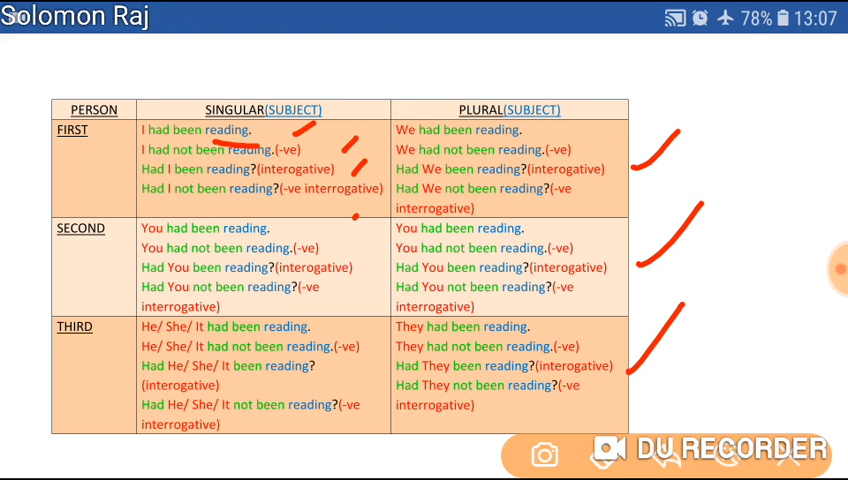 Solomon Raj
78% 13:07
PERSON SINGULAR(SUBJECT) PLURAL(SUBJECT)
FIRST
I had been reading.
I had not been reading.(-ve)
Had I been reading?(interogative)
Had I not been reading?(-ve interrogative)
We had been reading.
We had not been reading.(-ve)
Had We been reading?(interogative)
Had We not been reading?(-ve
interrogative)
SECOND
You had been reading.
You had not been reading.(-ve)
Had You been reading?(interogative)
Had You not been reading?(-ve
interrogative)
You had been reading.
You had not been reading.(-ve)
Had You been reading?(interogative)
Had You not been reading?(-ve
interrogative)
THIRD
He/ She/ It had been reading.
He/ She/ It had not been reading.(-ve)
Had He/ She/ It been reading?
(interogative)
Had He/ She/ It not been reading?(-ve
interrogative)
They had been reading.
They had not been reading.(-ve)
Had They been reading?(interogative)
Had They not been reading?(-ve
interrogative)
DU RECORDER